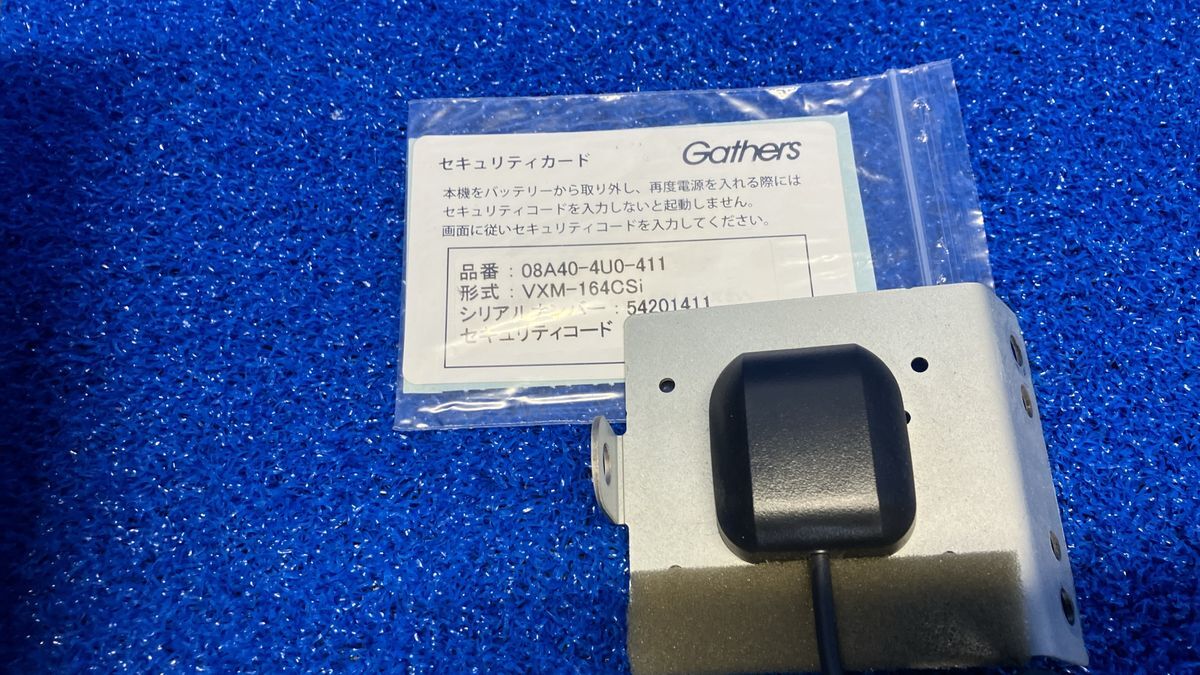 セキュリティカード
Gathers
本機をバッテリーから取り外し、再度電源を入れる際には
セキュリティコードを入力しないと起動しません。
画面に従いセキュリティコードを入力してください。
品番 : 08A40-4U0-411
形式 : VXM-164CSi
シリアルナンバー : 54201411
セキュリティコード